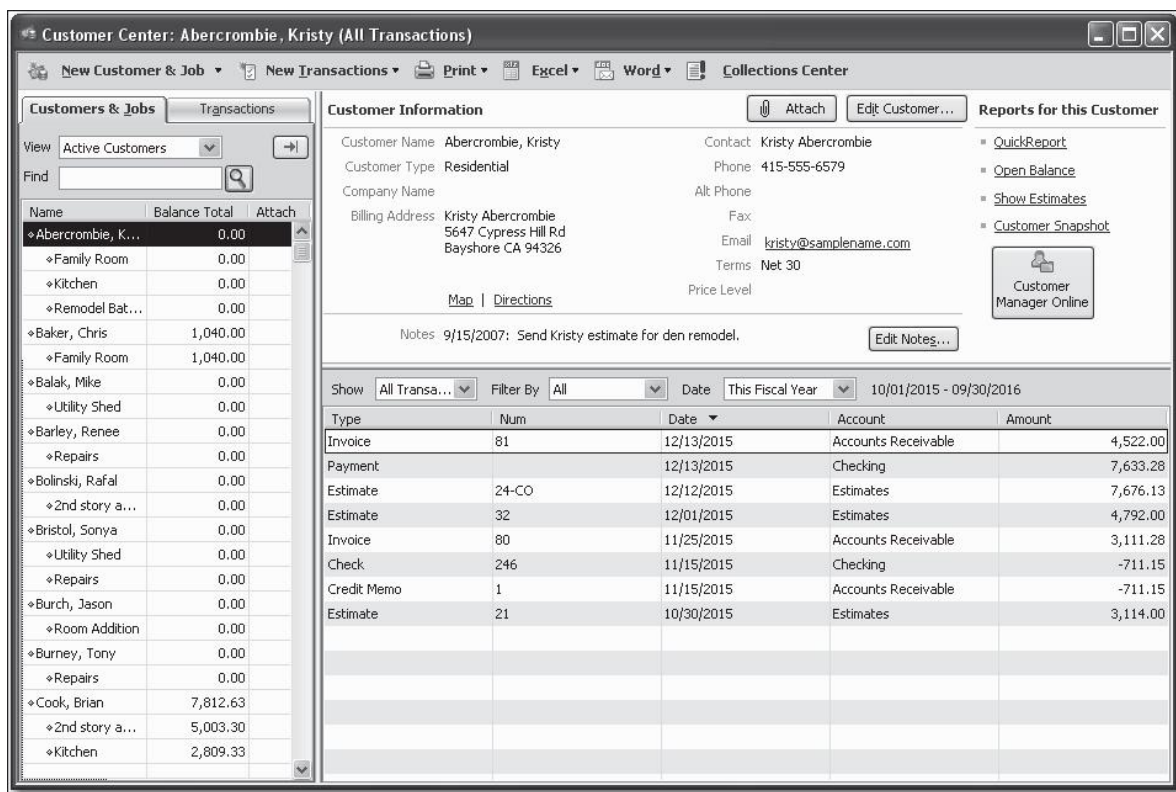 Customer Center: Abercrombie, Kristy (All Transactions)
New Customer & Job New Transactions Print Excel Word Collections Center
Customers & Jobs Transactions
View Active Customers
Find
Name Balance Total Attach
Abercrombie, K... 0.00
Family Room 0.00
Kitchen 0.00
Remodel Bat... 0.00
Baker, Chris 1,040.00
Family Room 1,040.00
Balak, Mike 0.00
Utility Shed 0.00
Barley, Renee 0.00
Repairs 0.00
Bolinski, Rafal 0.00
2nd story a... 0.00
Bristol, Sonya 0.00
Utility Shed 0.00
Repairs 0.00
Burch, Jason 0.00
Room Addition 0.00
Burney, Tony 0.00
Repairs 0.00
Cook, Brian 7,812.63
2nd story a... 5,003.30
Kitchen 2,809.33
Customer Information Attach Edit Customer...
Customer Name Abercrombie, Kristy
Customer Type Residential
Company Name
Billing Address Kristy Abercrombie
5647 Cypress Hill Rd
Bayshore CA 94326
Map | Directions
Contact Kristy Abercrombie
Phone 415-555-6579
Alt Phone
Fax
Email kristy@samplename.com
Terms Net 30
Price Level
Notes 9/15/2007: Send Kristy estimate for den remodel.
Edit Notes...
Reports for this Customer
QuickReport
Open Balance
Show Estimates
Customer Snapshot
Customer
Manager Online
Show All Transa... Filter By All Date This Fiscal Year 10/01/2015 - 09/30/2016
Type Num Date Account Amount
Invoice 81 12/13/2015 Accounts Receivable 4,522.00
Payment 12/13/2015 Checking 7,633.28
Estimate 24-CO 12/12/2015 Estimates 7,676.13
Estimate 32 12/01/2015 Estimates 4,792.00
Invoice 80 11/25/2015 Accounts Receivable 3,111.28
Check 246 11/15/2015 Checking -711.15
Credit Memo 1 11/15/2015 Accounts Receivable -711.15
Estimate 21 10/30/2015 Estimates 3,114.00